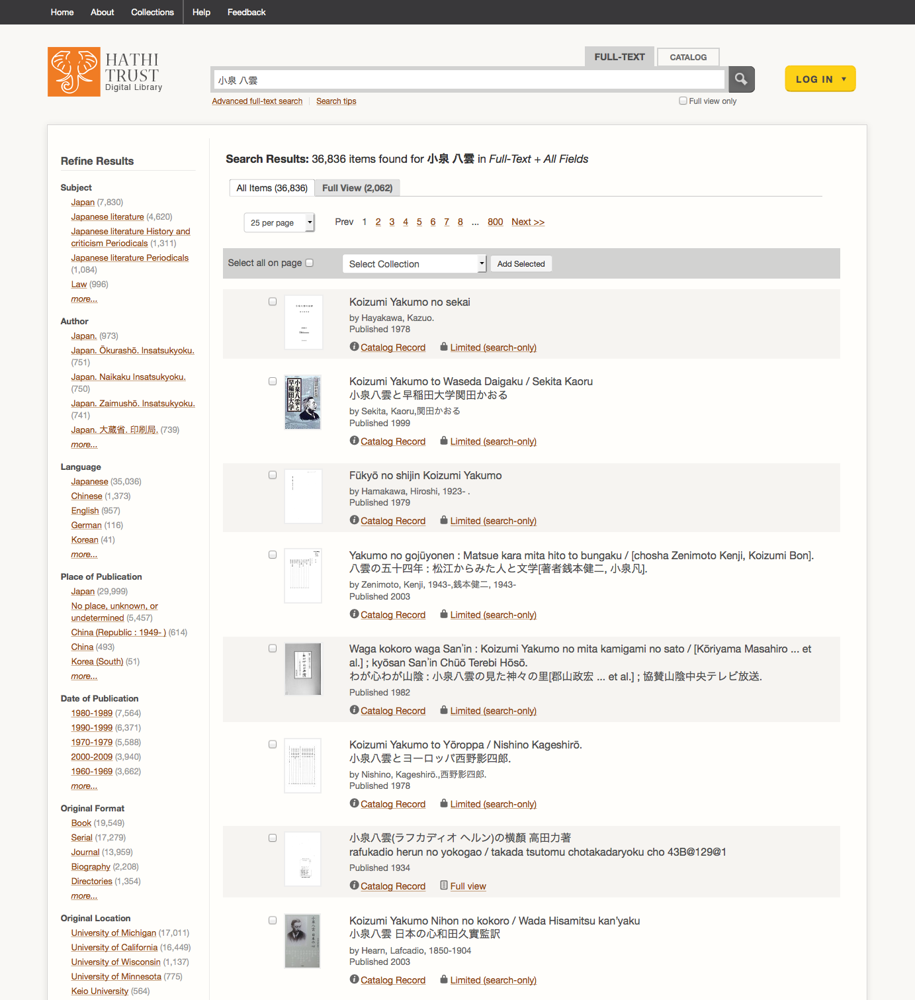 Home About Collections Help Feedback
HATHI
TRUST
Digital Library
FULL-TEXT CATALOG
小泉 八雲
LOG IN
Advanced full-text search Search tips
Full view only
Refine Results
Subject
Japan (7,830)
Japanese literature (4,620)
Japanese literature History and
criticism Periodicals (1,311)
Japanese literature Periodicals
(1,084)
Law (996)
more...
Author
Japan. (973)
Japan. Ōkurashō. Insatsukyoku.
(751)
Japan. Naikaku Insatsukyoku.
(750)
Japan. Zaimushō. Insatsukyoku.
(741)
Japan. 大蔵省. 印刷局. (739)
more...
Language
Japanese (35,036)
Chinese (1,373)
English (957)
German (116)
Korean (41)
more...
Place of Publication
Japan (29,999)
No place, unknown, or
undetermined (5,457)
China (Republic : 1949- ) (614)
China (493)
Korea (South) (51)
more...
Date of Publication
1980-1989 (7,564)
1990-1999 (6,371)
1970-1979 (5,588)
2000-2009 (3,940)
1960-1969 (3,662)
more...
Original Format
Book (19,549)
Serial (17,279)
Journal (13,959)
Biography (2,208)
Directories (1,354)
more...
Original Location
University of Michigan (17,011)
University of California (16,449)
University of Wisconsin (1,137)
University of Minnesota (775)
Keio University (564)
Search Results: 36,836 items found for 小泉 八雲 in Full-Text + All Fields
All Items (36,836) Full View (2,062)
25 per page Prev 1 2 3 4 5 6 7 8 ... 800 Next >>
Select all on page Select Collection Add Selected
Koizumi Yakumo no sekai
by Hayakawa, Kazuo.
Published 1978
Catalog Record Limited (search-only)
小泉八雲と
早稲田大学
Koizumi Yakumo to Waseda Daigaku / Sekita Kaoru
小泉八雲と早稲田大学関田かおる
by Sekita, Kaoru,関田かおる
Published 1999
Catalog Record Limited (search-only)
Fūkyō no shijin Koizumi Yakumo
by Hamakawa, Hiroshi, 1923- .
Published 1979
Catalog Record Limited (search-only)
Yakumo no gojūyonen : Matsue kara mita hito to bungaku / [chosha Zenimoto Kenji, Koizumi Bon].
八雲の五十四年 : 松江からみた人と文学[著者銭本健二, 小泉凡].
by Zenimoto, Kenji, 1943-,銭本健二, 1943-
Published 2003
Catalog Record Limited (search-only)
Waga kokoro waga Sanʼin : Koizumi Yakumo no mita kamigami no sato / [Kōriyama Masahiro ... et
al.] ; kyōsan Sanʼin Chūō Terebi Hōsō.
わが心わが山陰 : 小泉八雲の見た神々の里[郡山政宏 ... et al.] ; 協賛山陰中央テレビ放送.
Published 1982
Catalog Record Limited (search-only)
Koizumi Yakumo to Yōroppa / Nishino Kageshirō.
小泉八雲とヨーロッパ西野影四郎.
by Nishino, Kageshirō.,西野影四郎.
Published 1978
Catalog Record Limited (search-only)
小泉八雲(ラフカディオ ヘルン)の横顏 高田力著
rafukadio herun no yokogao / takada tsutomu chotakadaryoku cho 43B@129@1
Published 1934
Catalog Record Full view
小泉八雲 日本の心
Koizumi Yakumo Nihon no kokoro / Wada Hisamitsu kan’yaku
小泉八雲 日本の心和田久實監訳
by Hearn, Lafcadio, 1850-1904
Published 2003
Catalog Record Limited (search-only)